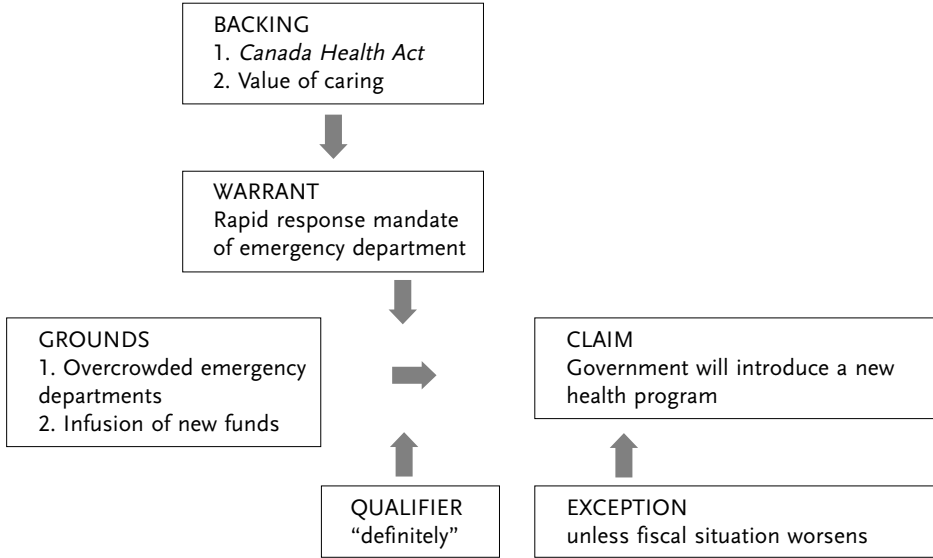 BACKING
1. Canada Health Act
2. Value of caring
WARRANT
Rapid response mandate
of emergency department
GROUNDS
1. Overcrowded emergency
departments
2. Infusion of new funds
CLAIM
Government will introduce a new
health program
QUALIFIER
“definitely”
EXCEPTION
unless fiscal situation worsens